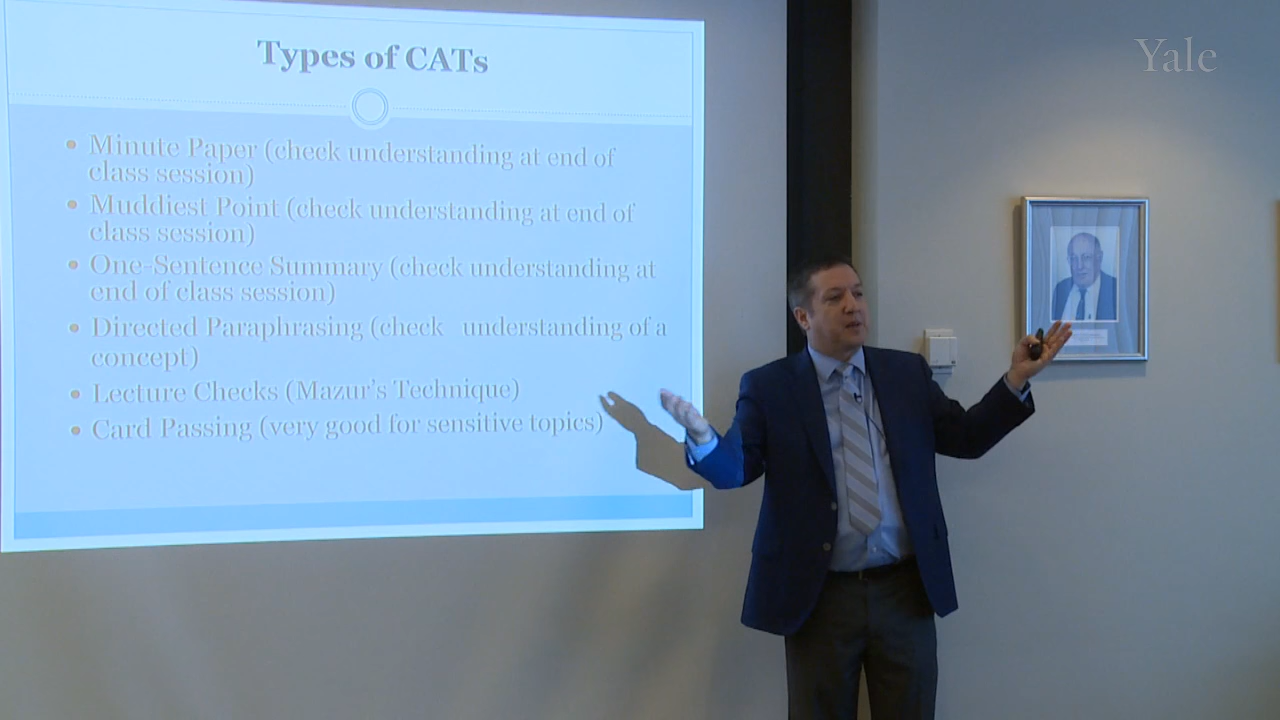 Types of CATs
Yale
Minute Paper (check understanding at end of
class session)
Muddiest Point (check understanding at end of
class session)
One-Sentence Summary (check understanding at
end of class session)
Directed Paraphrasing (check understanding of a
concept)
Lecture Checks (Mazur's Technique)
Card Passing (very good for sensitive topics)